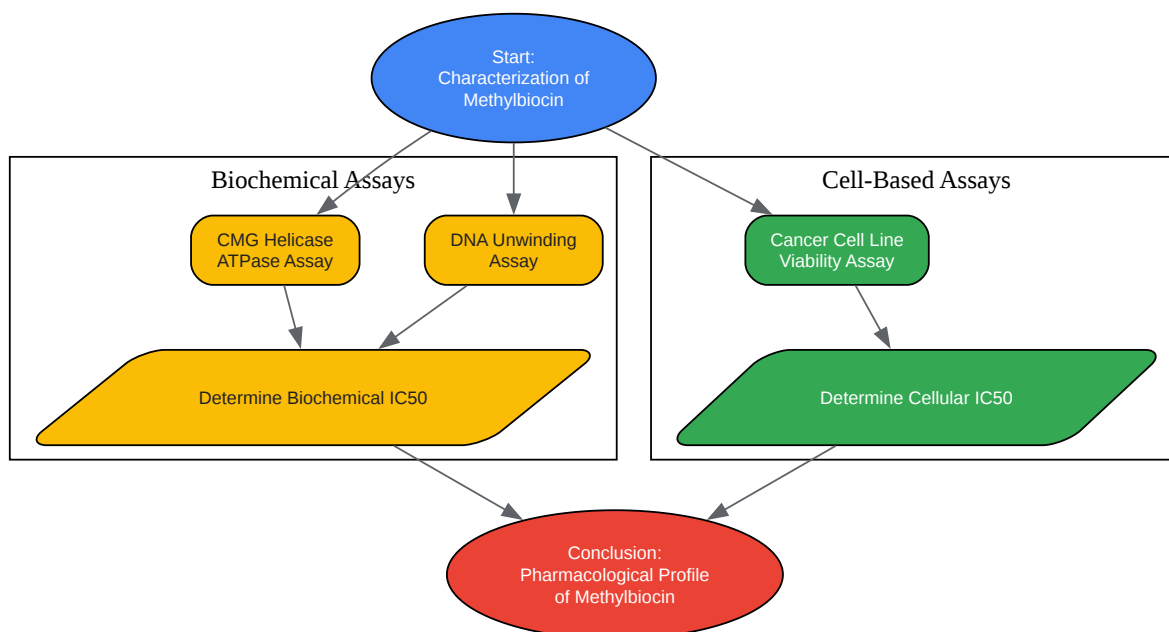 Start:
Characterization of
Methylbiocin
Biochemical Assays
Cell-Based Assays
CMG Helicase
ATPase Assay
DNA Unwinding
Assay
Cancer Cell Line
Viability Assay
Determine Biochemical IC50
Determine Cellular IC50
Conclusion:
Pharmacological Profile
of Methylbiocin